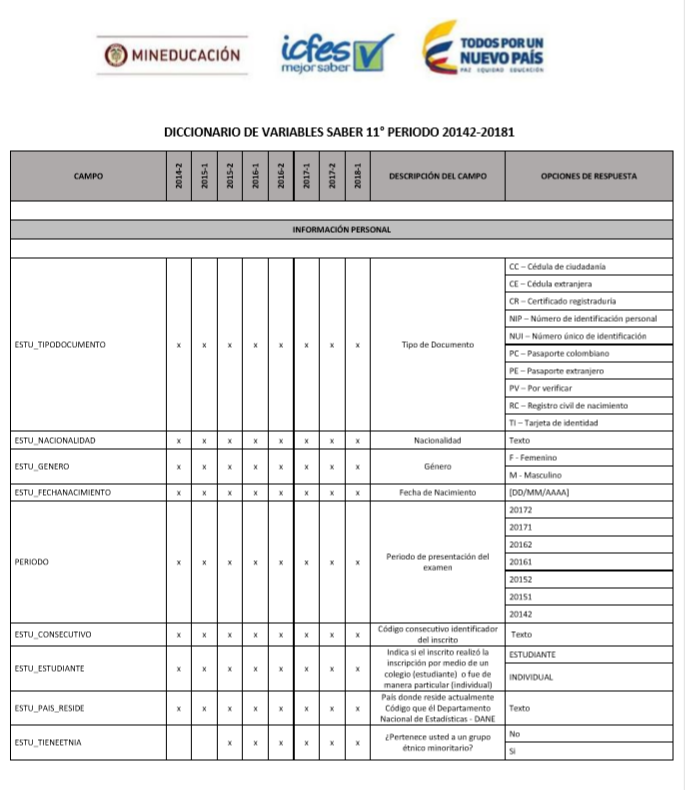 MINEDUCACIÓN
icfes
mejor saber
TODOS POR UN
NUEVO PAÍS
PAZ EQUIDAD EDUCACIÓN
DICCIONARIO DE VARIABLES SABER 11° PERIODO 20142-20181
CAMPO 2014-2 2015-1 2015-2 2016-1 2016-2 2017-1 2017-2 2018-1 DESCRIPCIÓN DEL CAMPO OPCIONES DE RESPUESTA
INFORMACIÓN PERSONAL
ESTU_TIPODOCUMENTO x x x x x x x x Tipo de Documento
CC – Cédula de ciudadanía
CE – Cédula extranjera
CR – Certificado registraduría
NIP – Número de identificación personal
NUI – Número único de identificación
PC – Pasaporte colombiano
PE – Pasaporte extranjero
PV – Por verificar
RC – Registro civil de nacimiento
TI – Tarjeta de identidad
ESTU_NACIONALIDAD x x x x x x x x Nacionalidad Texto
ESTU_GENERO x x x x x x x x Género
F - Femenino
M - Masculino
ESTU_FECHANACIMIENTO x x x x x x x x Fecha de Nacimiento (DD/MM/AAAA)
PERIODO x x x x x x x x Periodo de presentación del
examen
20172
20171
20162
20161
20152
20151
20142
ESTU_CONSECUTIVO x x x x x x x x Código consecutivo identificador
del inscrito
Texto
ESTU_ESTUDIANTE x x x x x x x x Indica si el inscrito realizó la
inscripción por medio de un
colegio (estudiante) o fue de
manera particular (individual)
ESTUDIANTE
INDIVIDUAL
ESTU_PAIS_RESIDE x x x x x x x x País donde reside actualmente
Código que él Departamento
Nacional de Estadísticas - DANE
Texto
ESTU_TIENEETNIA x x x x x x ¿Pertenece usted a un grupo
étnico minoritario?
No
Si